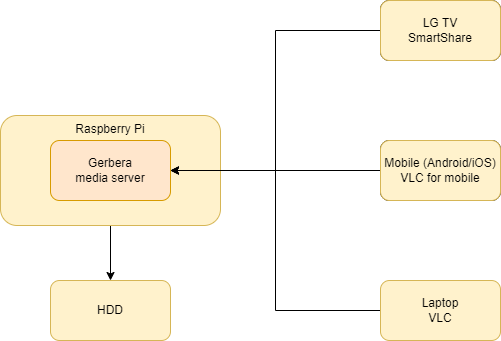 LG TV
SmartShare
Raspberry Pi
Gerbera
media server
Mobile (Android/iOS)
VLC for mobile
HDD
Laptop
VLC